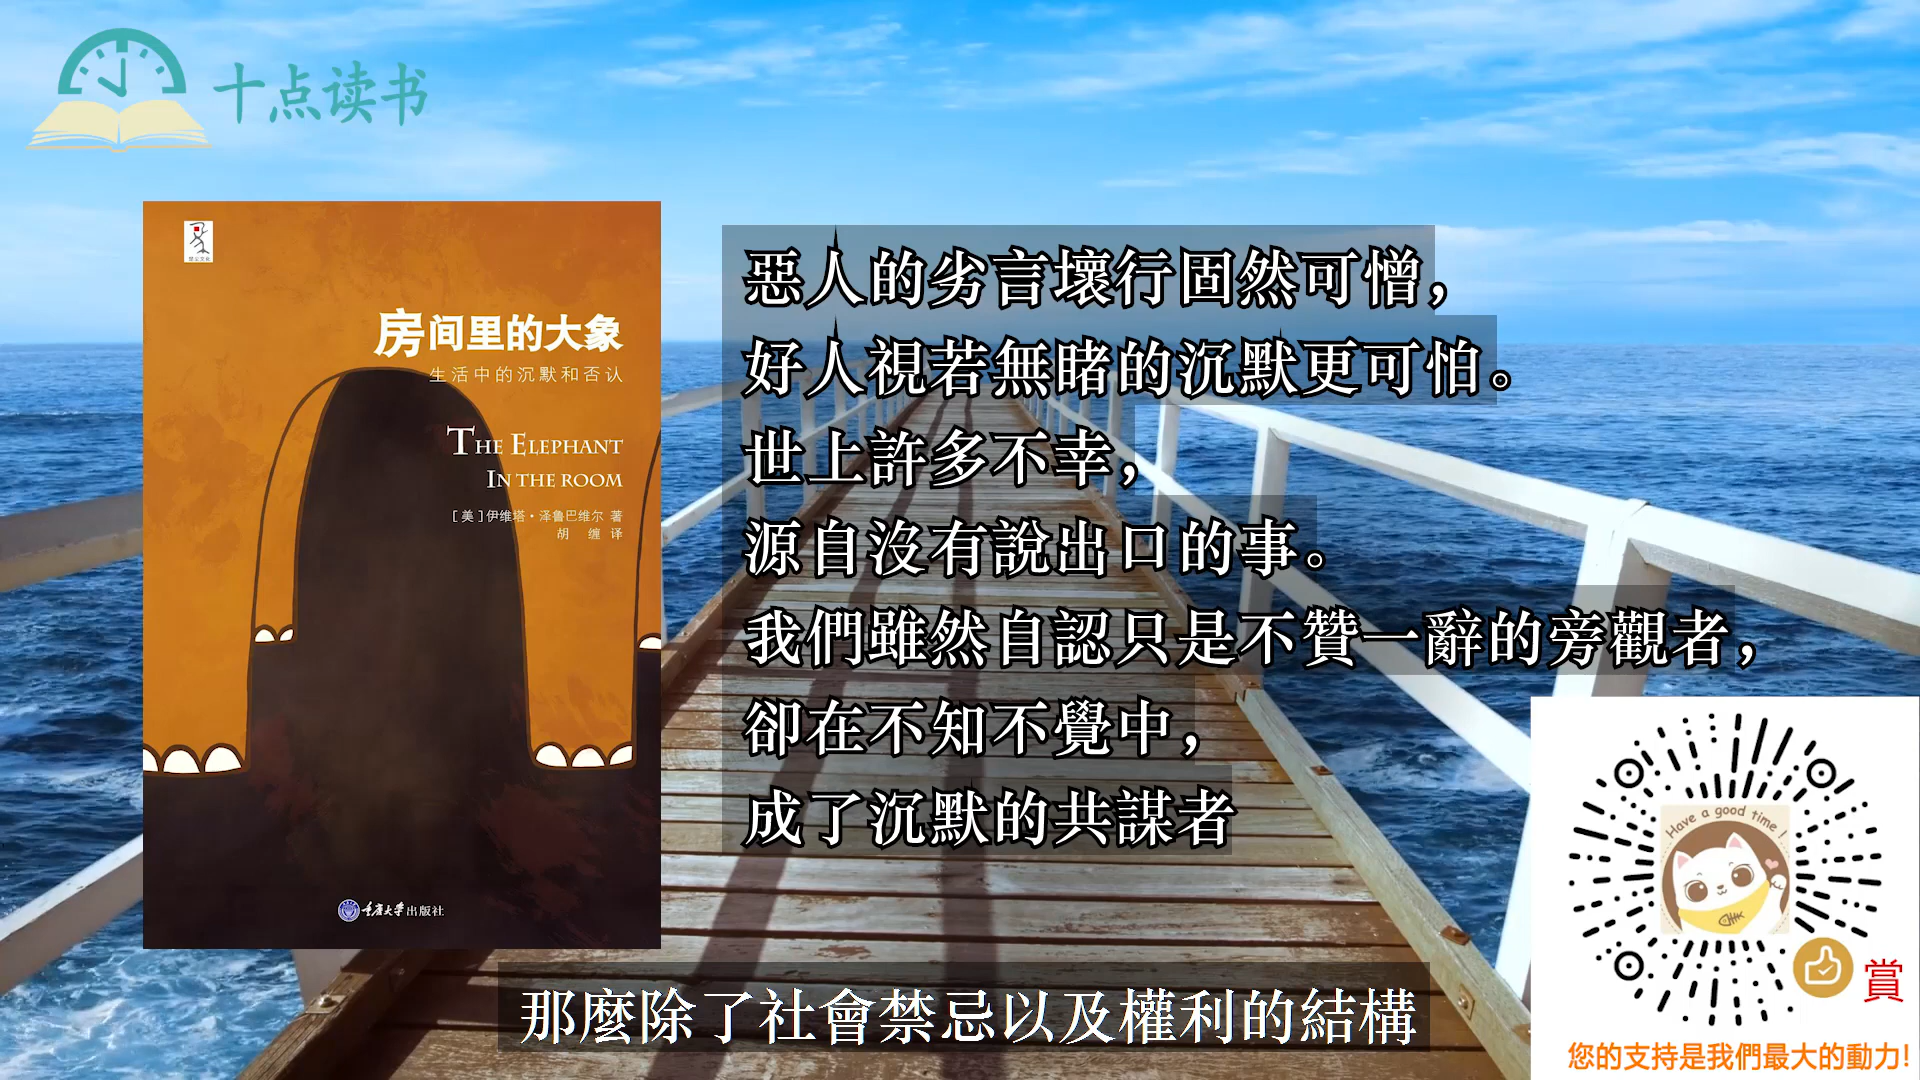 十点读书
房间里的大象
生活中的沉默和否认
THE ELEPHANT
IN THE ROOM
[美]伊维塔·泽鲁巴维尔 著
胡 缠 译
重庆大学出版社
惡人的劣言壞行固然可憎，
好人視若無睹的沉默更可怕。
世上許多不幸，
源自沒有說出口的事。
我們雖然自認只是不贊一辭的旁觀者，
卻在不知不覺中，
成了沉默的共謀者
Have a good time!
賞
您的支持是我們最大的動力!
那麼除了社會禁忌以及權利的結構